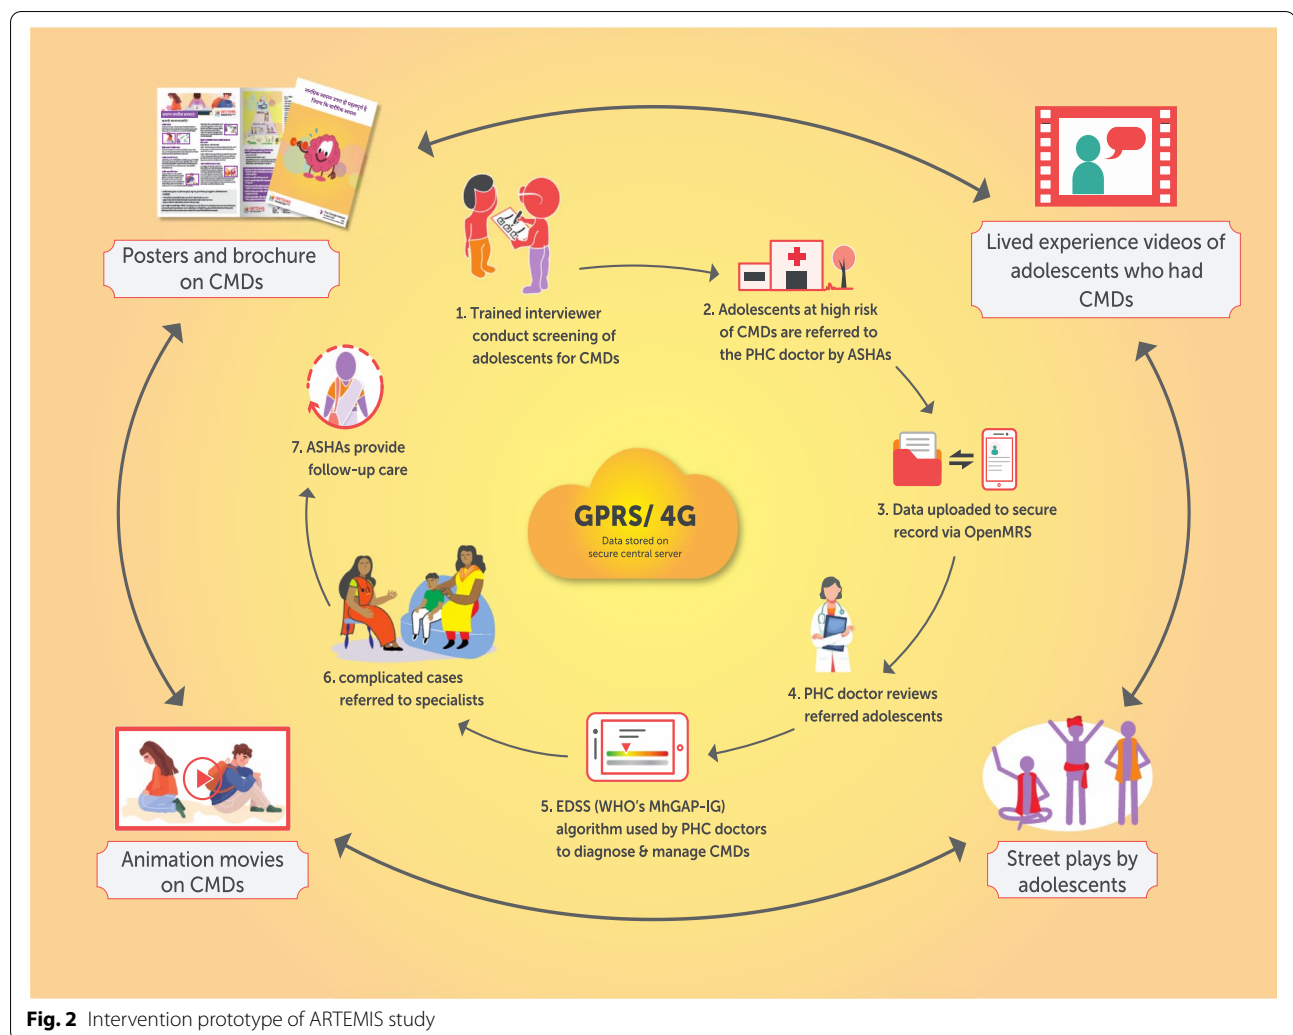 मानसिक स्वास्थ्य उतना ही महत्वपूर्ण है
जितना कि शारीरिक स्वास्थ्य
Posters and brochure
on CMDs
Lived experience videos of
adolescents who had
CMDs
1. Trained interviewer
conduct screening of
adolescents for CMDs
2. Adolescents at high risk
of CMDs are referred to
the PHC doctor by ASHAs
3. Data uploaded to secure
record via OpenMRS
4. PHC doctor reviews
referred adolescents
5. EDSS (WHO's MhGAP-IG)
algorithm used by PHC doctors
to diagnose & manage CMDs
6. complicated cases
referred to specialists
7. ASHAs provide
follow-up care
GPRS/ 4G
Data stored on
secure central server
Animation movies
on CMDs
Street plays by
adolescents
Fig. 2 Intervention prototype of ARTEMIS study